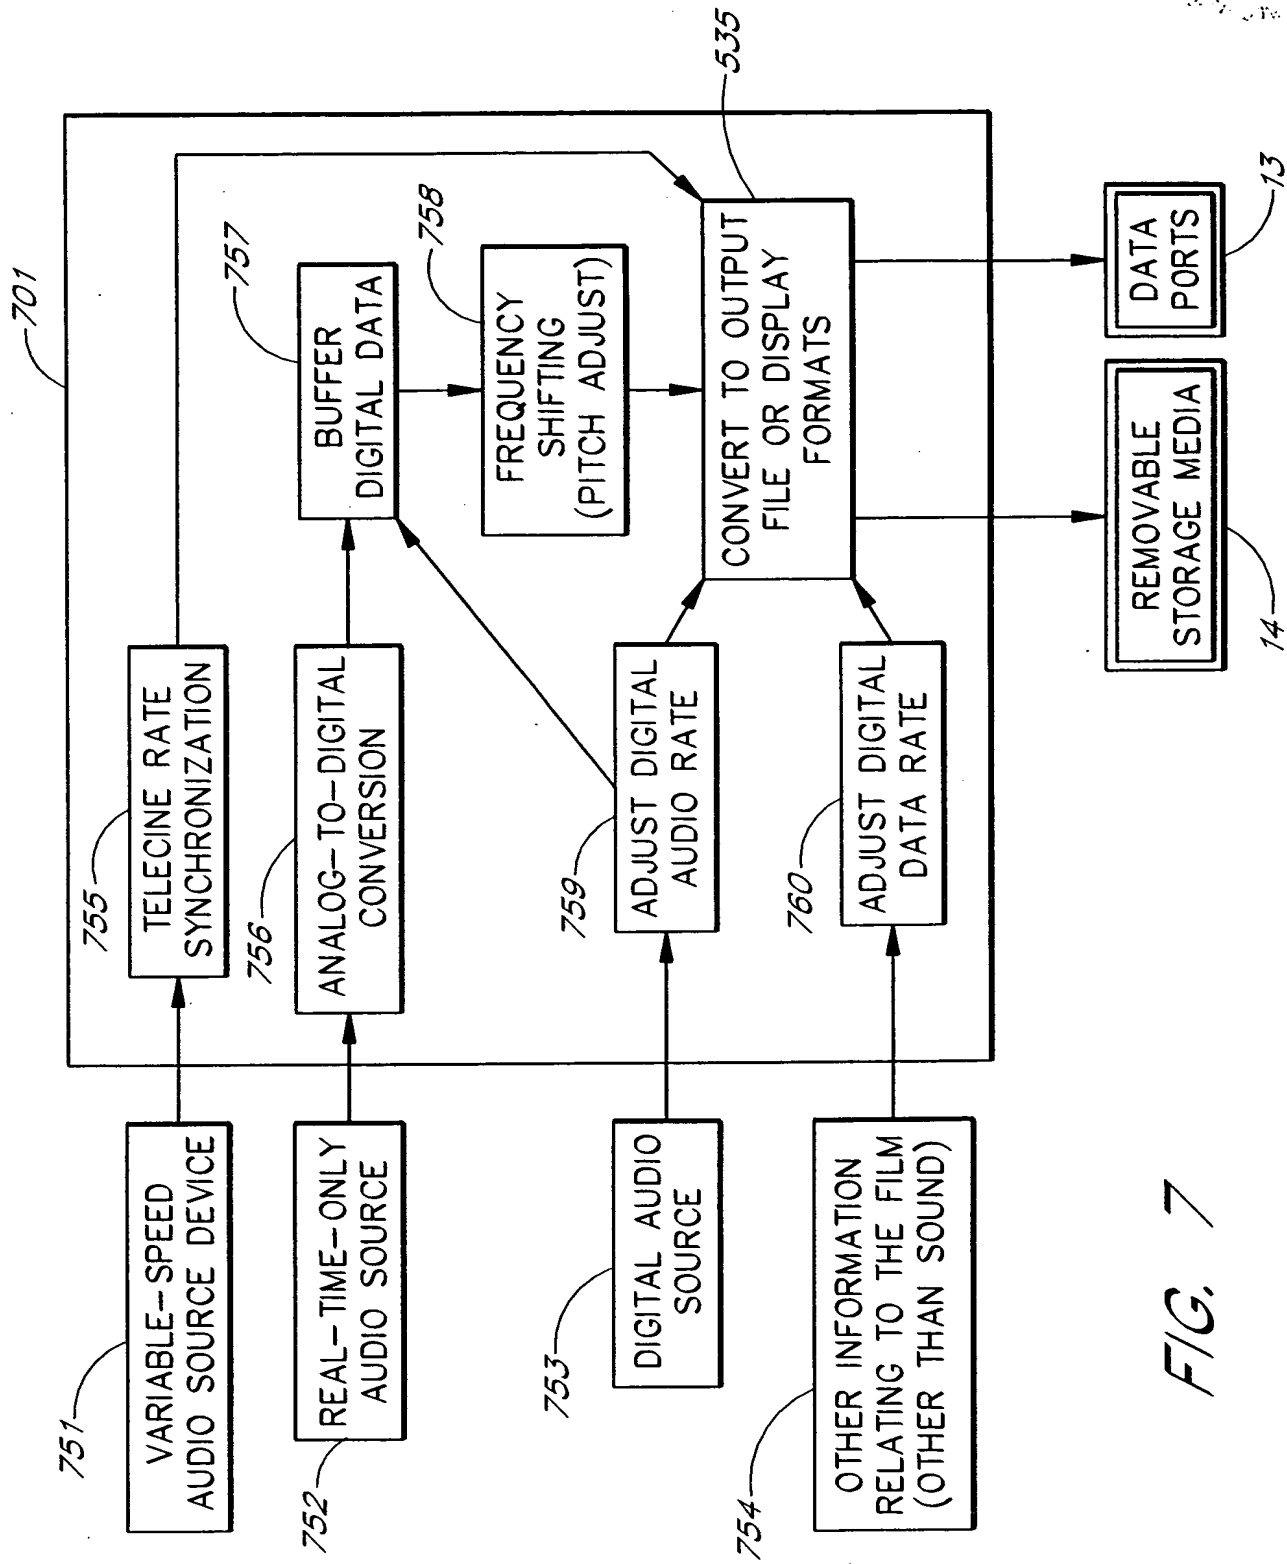 701
751
VARIABLE-SPEED
AUDIO SOURCE DEVICE
755
TELECINE RATE
SYNCHRONIZATION
752
REAL-TIME-ONLY
AUDIO SOURCE
756
ANALOG-TO-DIGITAL
CONVERSION
757
BUFFER
DIGITAL DATA
758
FREQUENCY
SHIFTING
(PITCH ADJUST)
753
DIGITAL AUDIO
SOURCE
759
ADJUST DIGITAL
AUDIO RATE
535
CONVERT TO OUTPUT
FILE OR DISPLAY
FORMATS
754
OTHER INFORMATION
RELATING TO THE FILM
(OTHER THAN SOUND)
760
ADJUST DIGITAL
DATA RATE
REMOVABLE
STORAGE MEDIA
14
DATA
PORTS
13
FIG. 7